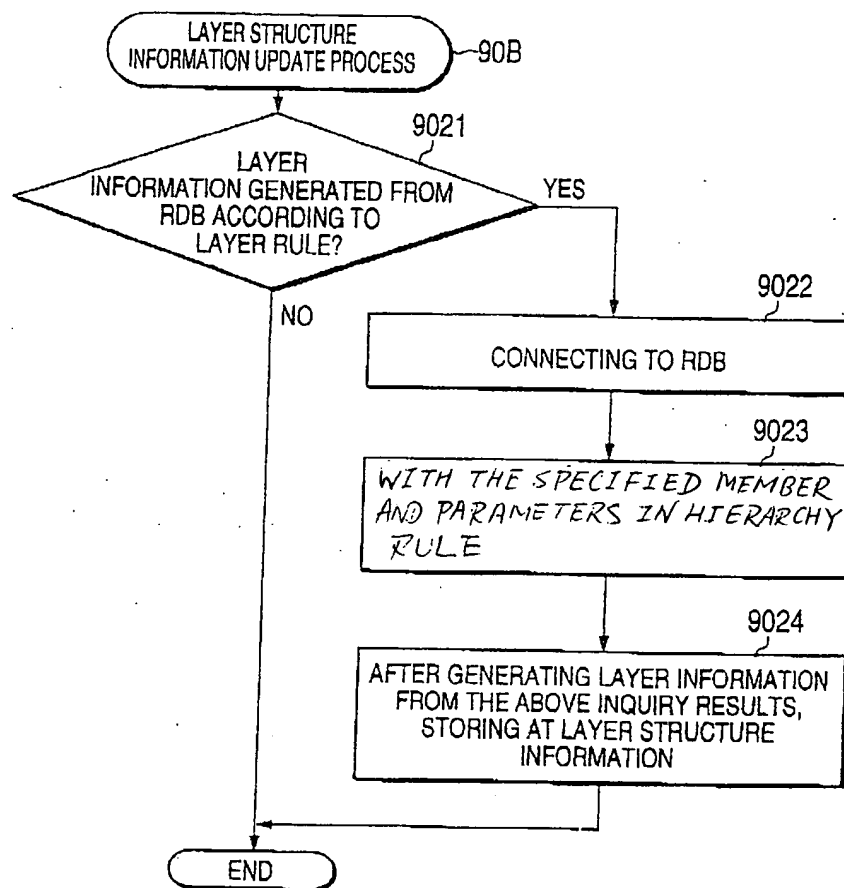 LAYER STRUCTURE
INFORMATION UPDATE PROCESS
90B
9021
LAYER
INFORMATION GENERATED FROM
RDB ACCORDING TO
LAYER RULE?
YES
NO
9022
CONNECTING TO RDB
9023
WITH THE SPECIFIED MEMBER
AND PARAMETERS IN HIERARCHY
RULE
9024
AFTER GENERATING LAYER INFORMATION
FROM THE ABOVE INQUIRY RESULTS,
STORING AT LAYER STRUCTURE
INFORMATION
END